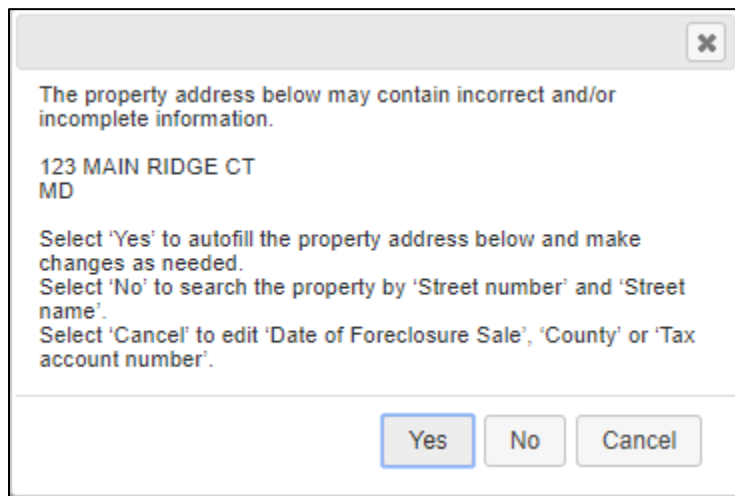 The property address below may contain incorrect and/or
incomplete information.
123 MAIN RIDGE CT
MD
Select ‘Yes’ to autofill the property address below and make
changes as needed.
Select ‘No’ to search the property by ‘Street number’ and ‘Street
name’.
Select ‘Cancel’ to edit ‘Date of Foreclosure Sale’, ‘County’ or ‘Tax
account number’.
Yes No Cancel